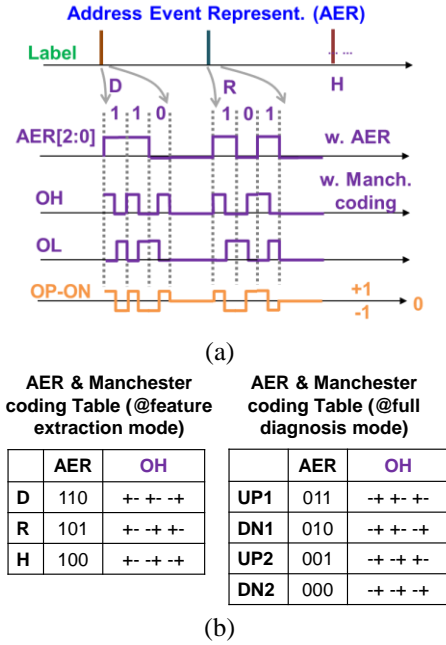 Address Event Represent. (AER)
Label
... ...
D R H
1 1 0 1 0 1
AER[2:0] w. AER
w. Manch.
OH coding
OL
OP-ON +1
-1 0
(a)
AER & Manchester
coding Table (@feature
extraction mode)
AER OH
D 110 +- +- -+
R 101 +- -+ +-
H 100 +- -+ -+
AER & Manchester
coding Table (@full
diagnosis mode)
AER OH
UP1 011 -+ +- +-
DN1 010 -+ +- -+
UP2 001 -+ -+ +-
DN2 000 -+ -+ -+
(b)